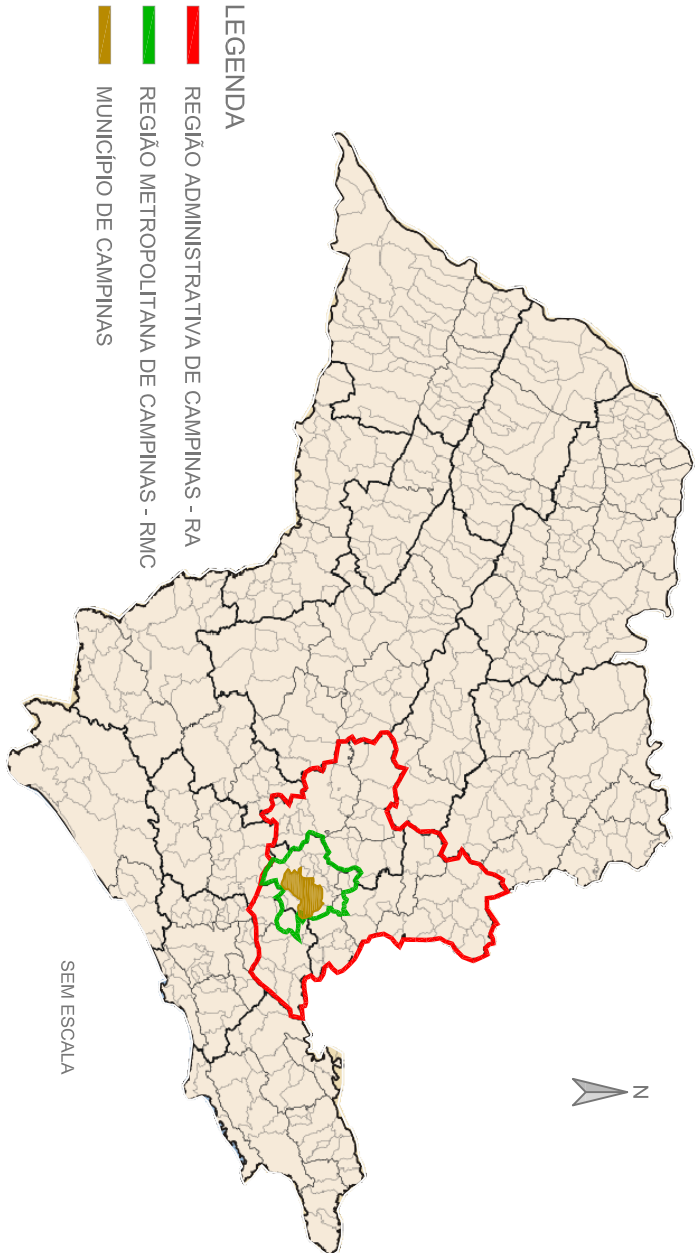 LEGENDA
REGIÃO ADMINISTRATIVA DE CAMPINAS - RA
REGIÃO METROPOLITANA DE CAMPINAS - RMC
MUNICÍPIO DE CAMPINAS
SEM ESCALA
N